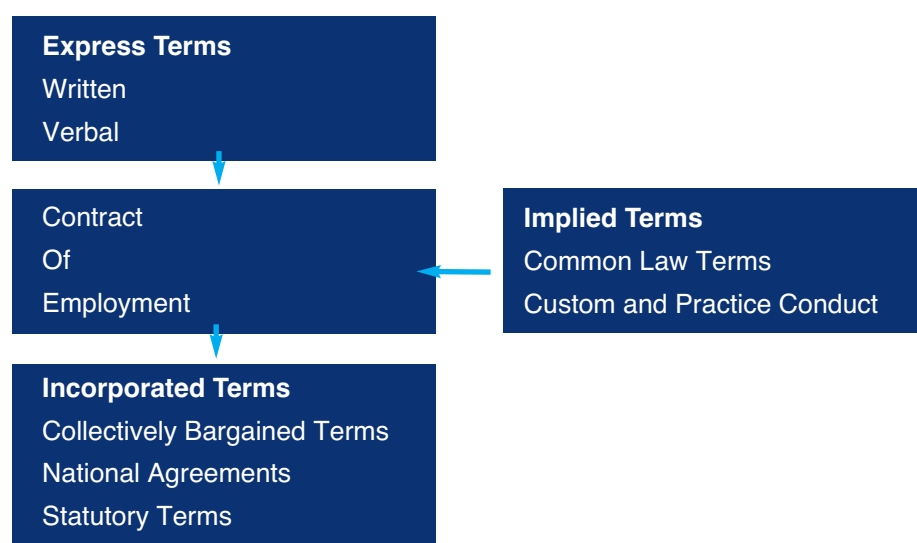 Express Terms
Written
Verbal
Contract
Of
Employment
Implied Terms
Common Law Terms
Custom and Practice Conduct
Incorporated Terms
Collectively Bargained Terms
National Agreements
Statutory Terms